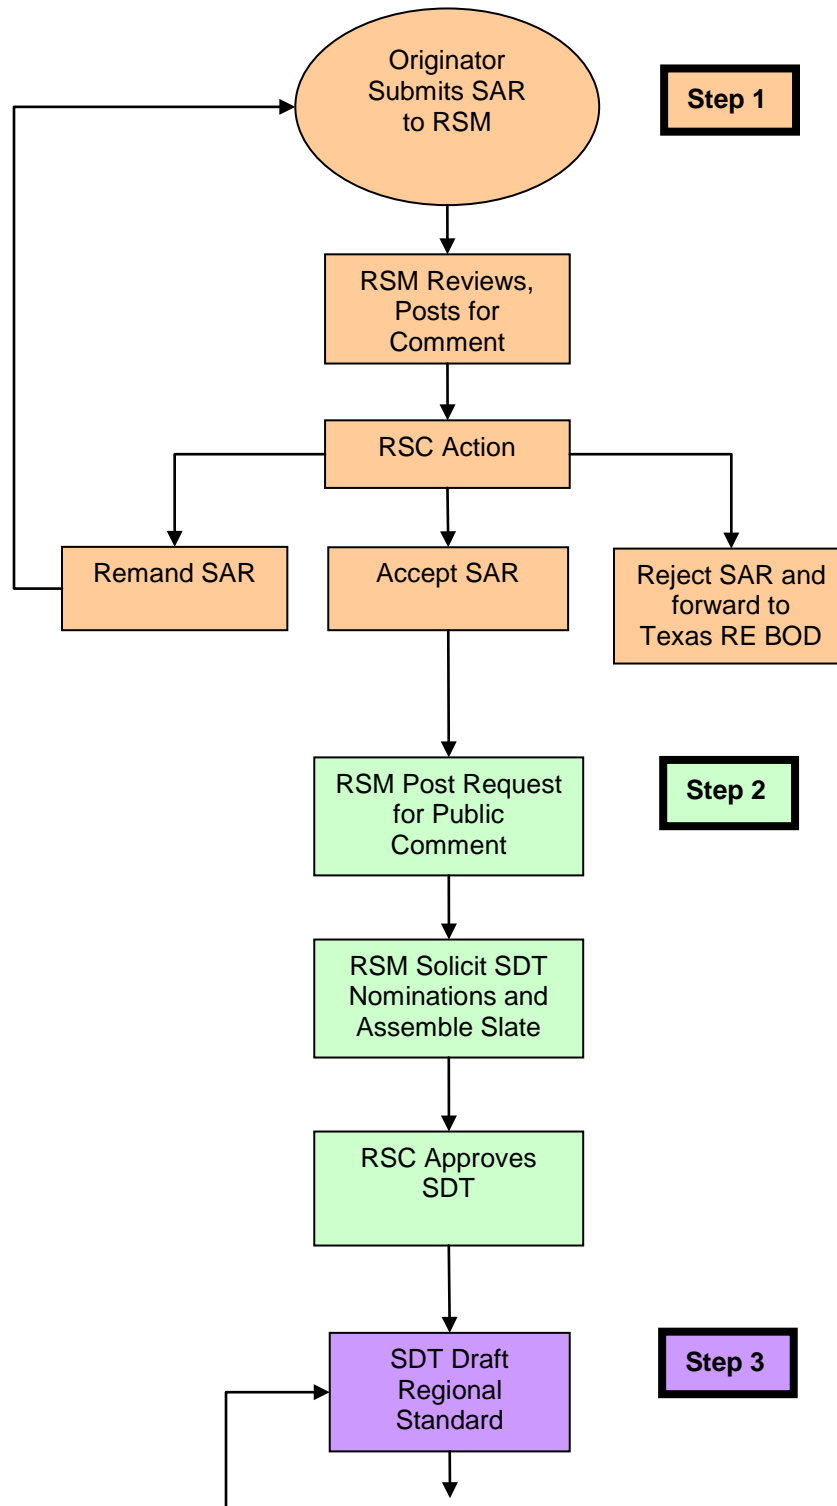 Originator
Submits SAR
to RSM
Step 1
RSM Reviews,
Posts for
Comment
RSC Action
Remand SAR
Accept SAR
Reject SAR and
forward to
Texas RE BOD
RSM Post Request
for Public
Comment
Step 2
RSM Solicit SDT
Nominations and
Assemble Slate
RSC Approves
SDT
SDT Draft
Regional
Standard
Step 3